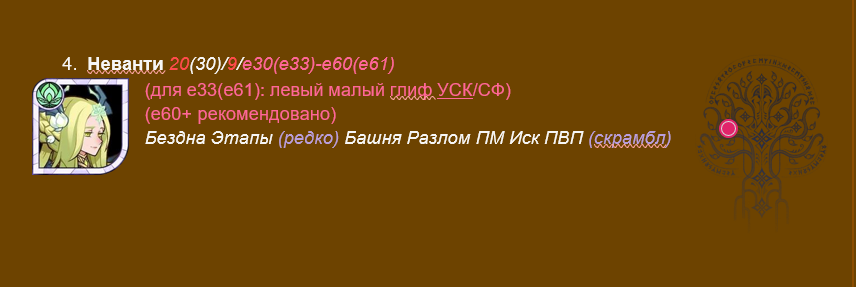 4. Неванти 20(30)/9/e30(e33)-e60(e61)
(для e33(e61): левый малый глиф УСК/СФ)
(e60+ рекомендовано)
Бездна Этапы (редко) Башня Разлом ПМ Иск ПВП (скрамбл)